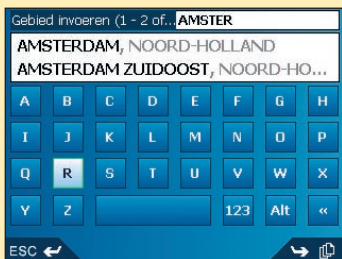 Gebied invoeren (1 - 2 of... AMSTER
AMSTERDAM, NOORD-HOLLAND
AMSTERDAM ZUIDOOST, NOORD-HO...
A B C D E F G H
I J K L M N O P
Q R S T U V W X
Y Z 123 Alt «
ESC